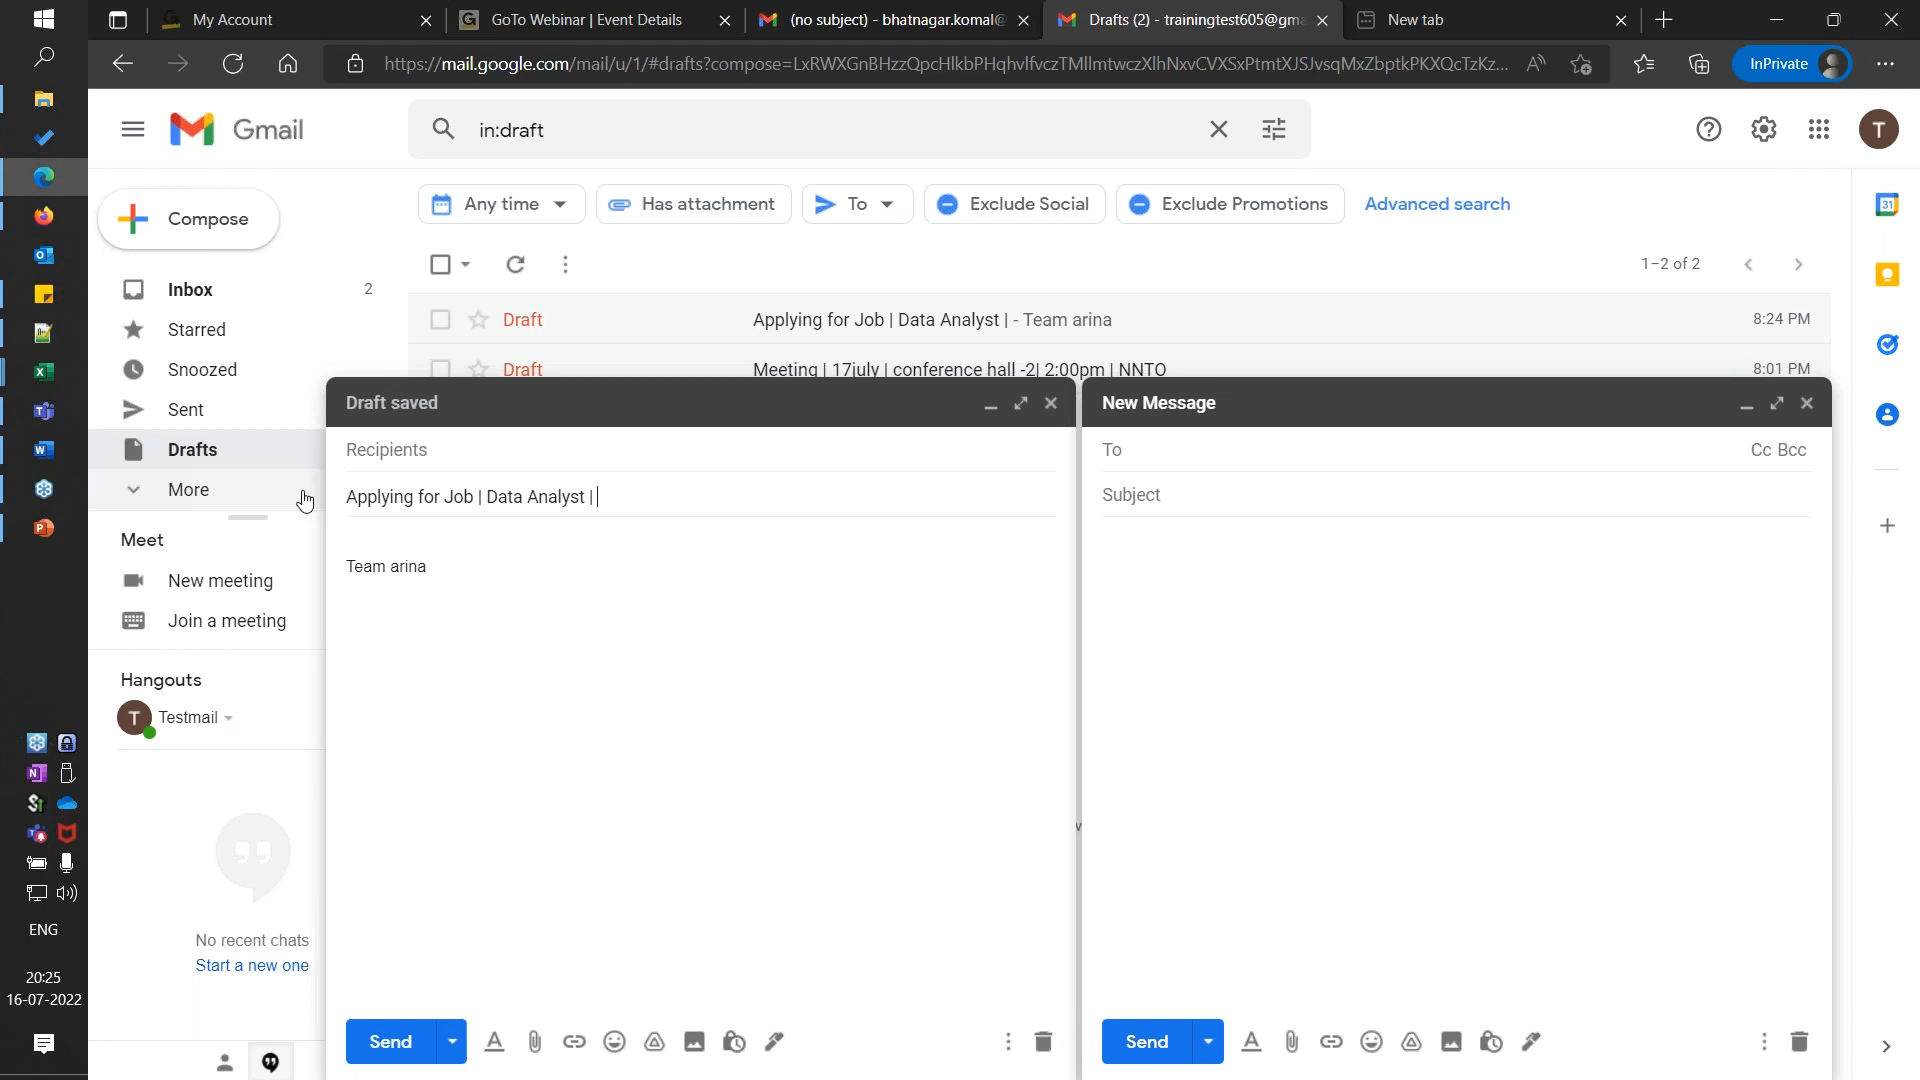 My Account
GoTo Webinar | Event Details
(no subject) - bhatnagar.komal@
Drafts (2) - trainingtest605@gma
New tab
https://mail.google.com/mail/u/1/#drafts?compose=LxRWXGnBHzzQpcHlkbPHqhvlfvczTMllmtwczXlhNxvCVXSxPtmtXJSJvsqMxZbptkPKXQcTzKz...
InPrivate
Gmail
in:draft
T
Compose
Any time
Has attachment
To
Exclude Social
Exclude Promotions
Advanced search
1-2 of 2
Inbox 2
Starred
Snoozed
Sent
Drafts
More
Draft Applying for Job | Data Analyst | - Team arina 8:24 PM
Draft Meeting | 17july | conference hall -2| 2:00pm | NNTO 8:01 PM
31
Draft saved
Recipients
Applying for Job | Data Analyst |
Team arina
Send
New Message
To Cc Bcc
Subject
Send
Meet
New meeting
Join a meeting
Hangouts
T Testmail
No recent chats
Start a new one
ENG
20:25
16-07-2022